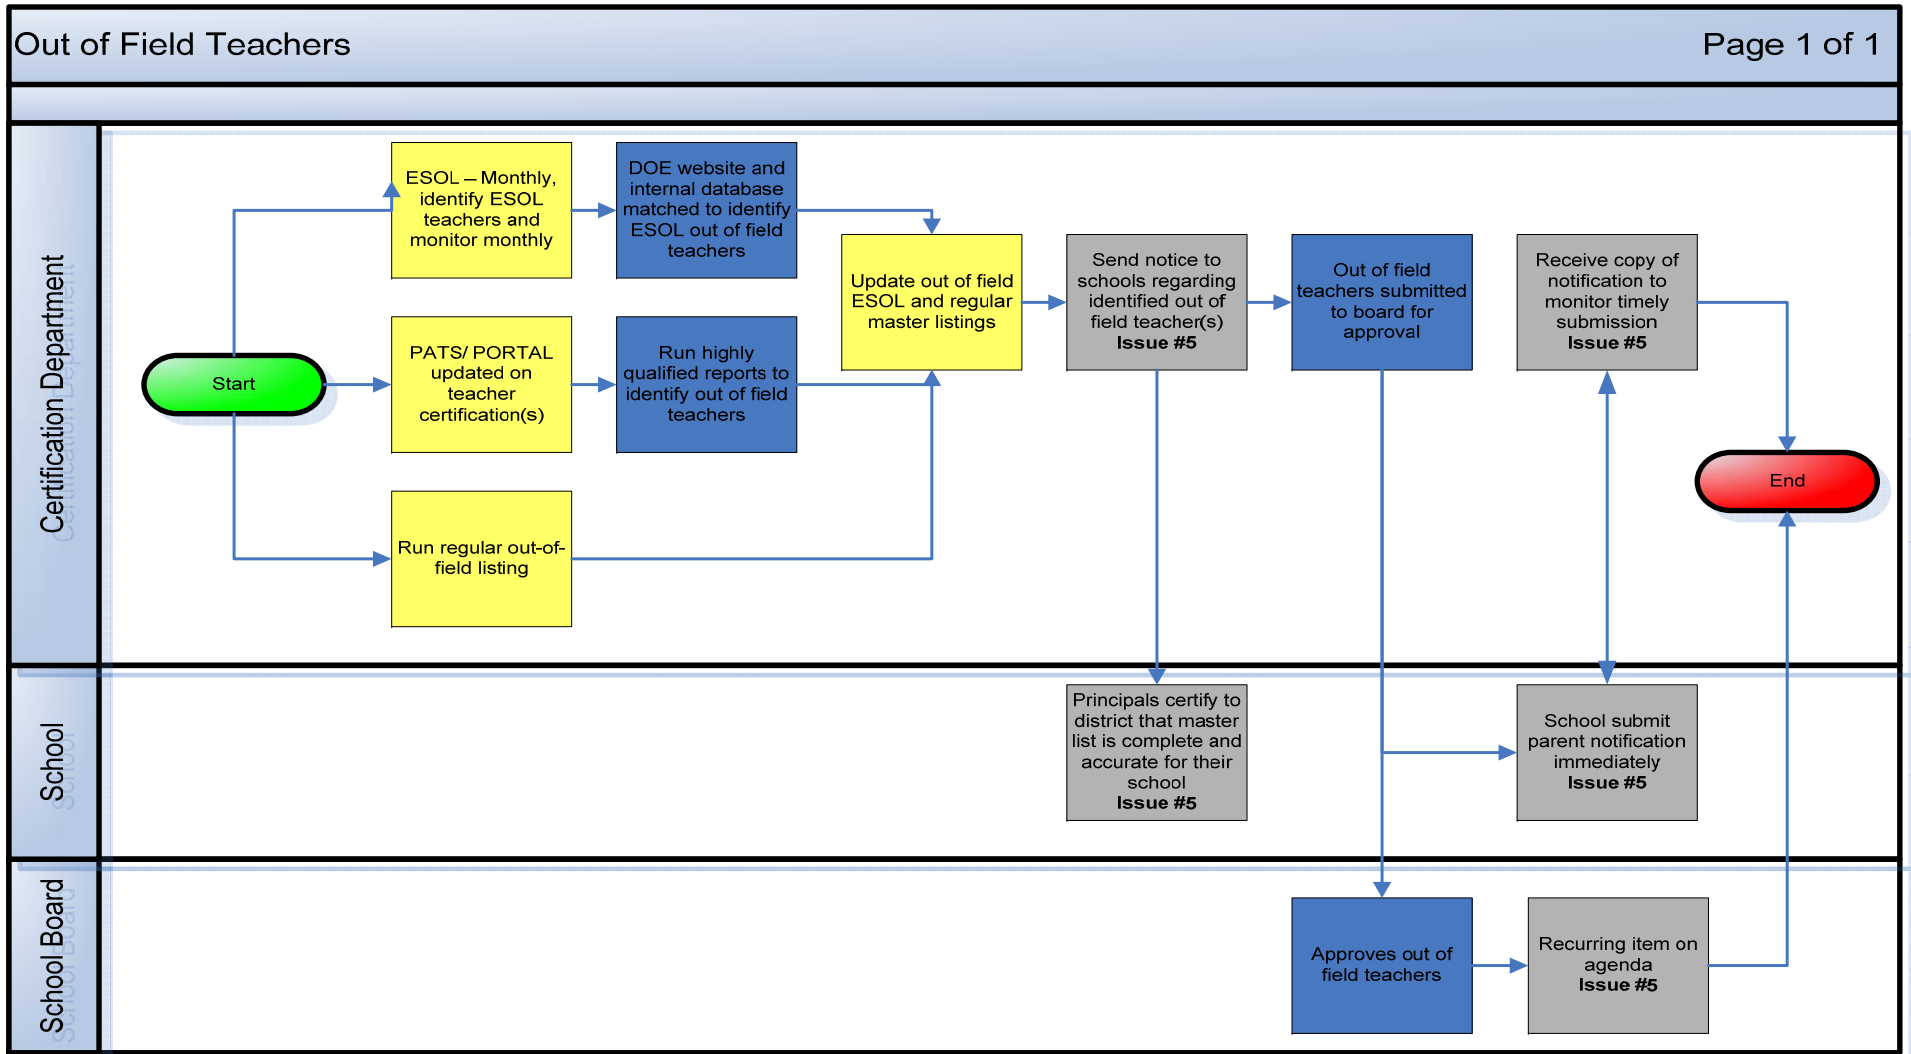 Out of Field Teachers
Page 1 of 1
Certification Department
Start
ESOL – Monthly,
identify ESOL
teachers and
monitor monthly
DOE website and
internal database
matched to identify
ESOL out of field
teachers
PATS/ PORTAL
updated on
teacher
certification(s)
Run highly
qualified reports to
identify out of field
teachers
Run regular out-of-
field listing
Update out of field
ESOL and regular
master listings
Send notice to
schools regarding
identified out of
field teacher(s)
Issue #5
Out of field
teachers submitted
to board for
approval
Receive copy of
notification to
monitor timely
submission
Issue #5
End
School
Principals certify to
district that master
list is complete and
accurate for their
school
Issue #5
School submit
parent notification
immediately
Issue #5
School Board
Approves out of
field teachers
Recurring item on
agenda
Issue #5